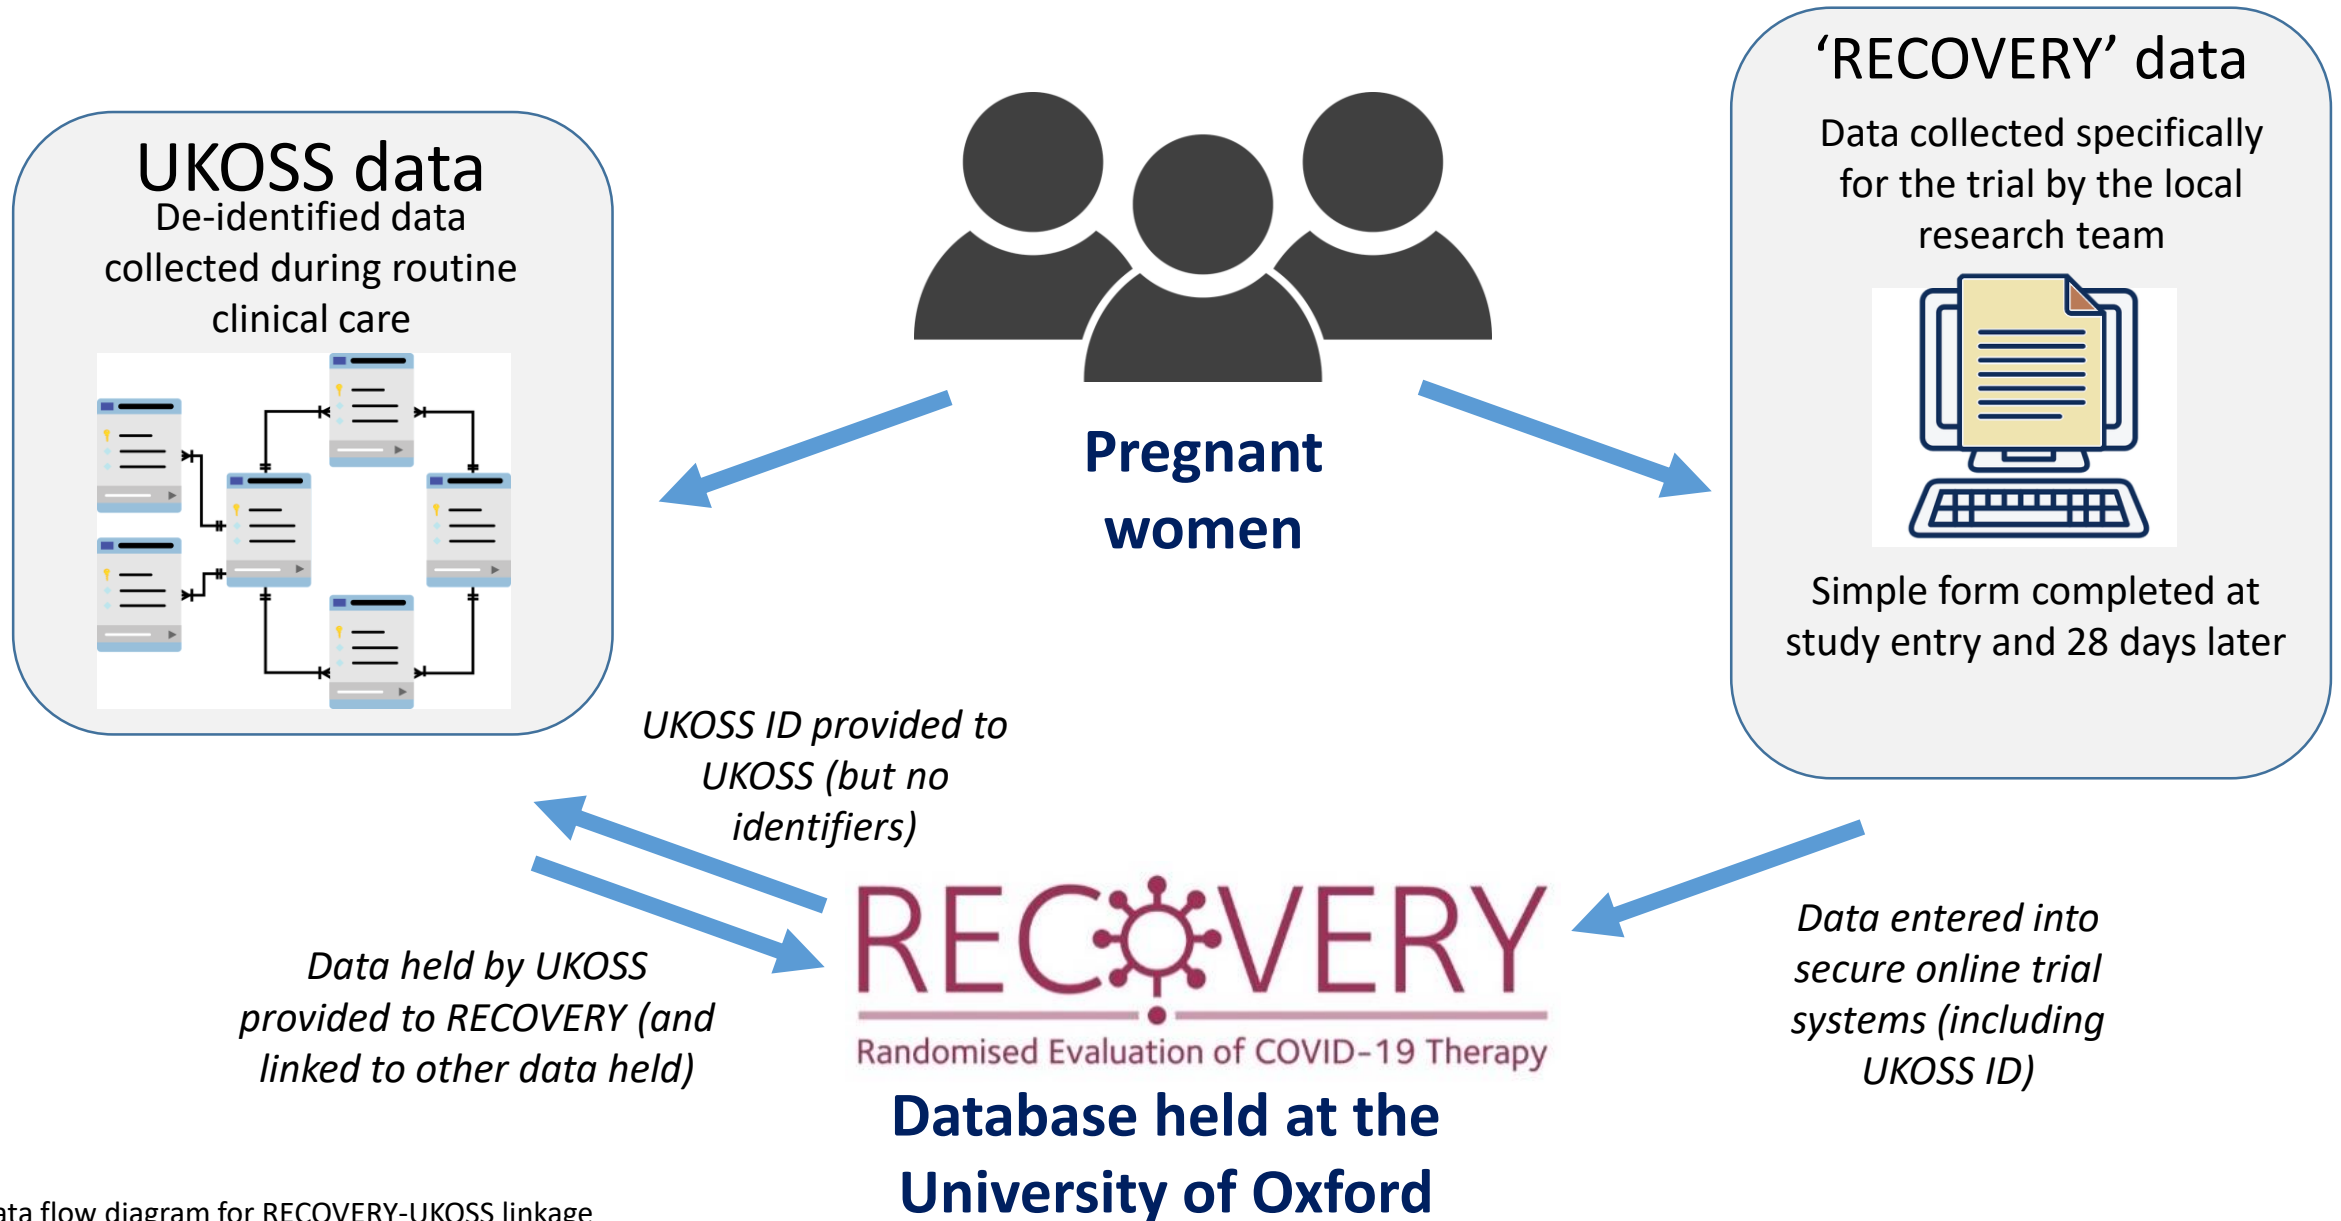 UKOSS data
De-identified data
collected during routine
clinical care
Pregnant
women
‘RECOVERY’ data
Data collected specifically
for the trial by the local
research team
Simple form completed at
study entry and 28 days later
UKOSS ID provided to
UKOSS (but no
identifiers)
Data held by UKOSS
provided to RECOVERY (and
linked to other data held)
RECOVERY
Randomised Evaluation of COVID-19 Therapy
Database held at the
University of Oxford
Data entered into
secure online trial
systems (including
UKOSS ID)
ata flow diagram for RECOVERY-UKOSS linkage